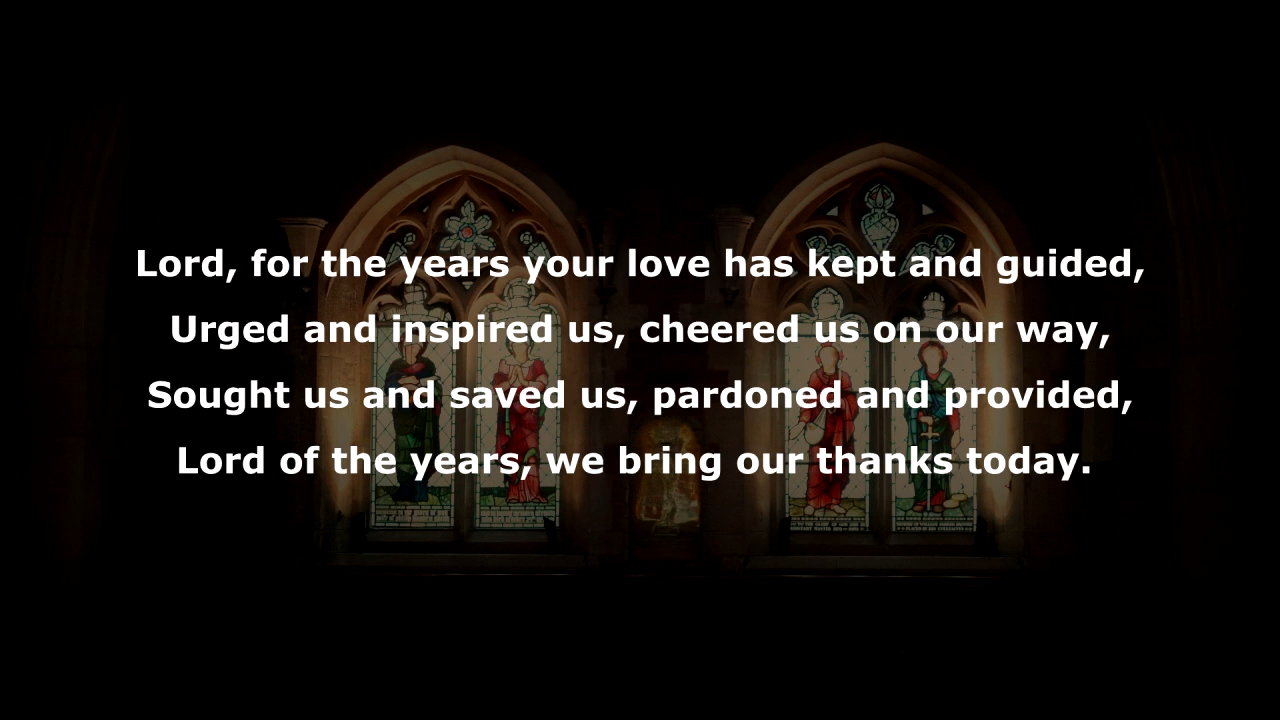 Lord, for the years your love has kept and guided,
Urged and inspired us, cheered us on our way,
Sought us and saved us, pardoned and provided,
Lord of the years, we bring our thanks today.